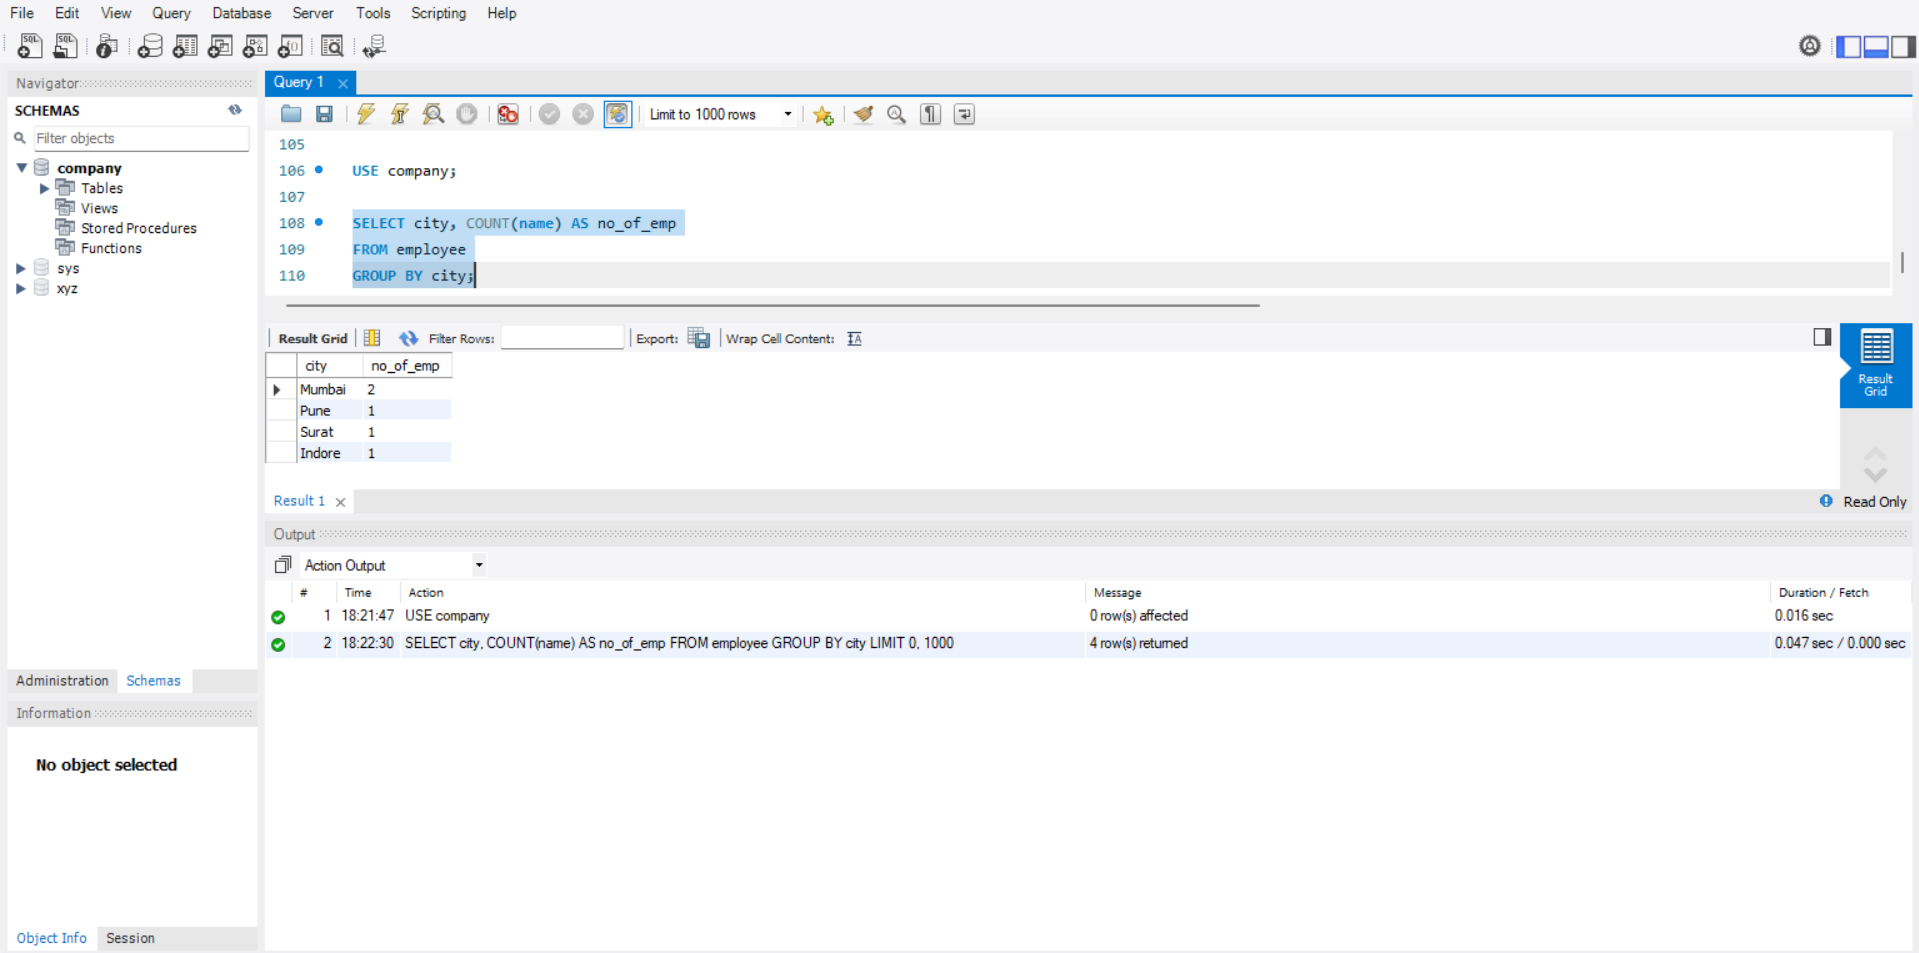 File Edit View Query Database Server Tools Scripting Help
Navigator
SCHEMAS
Filter objects
company
Tables
Views
Stored Procedures
Functions
sys
xyz
Administration Schemas
Information
No object selected
Object Info Session
Query 1
Limit to 1000 rows
105
106 USE company;
107
108 SELECT city, COUNT(name) AS no_of_emp
109 FROM employee
110 GROUP BY city;
Result Grid Filter Rows: Export: Wrap Cell Content:
city no_of_emp
Mumbai 2
Pune 1
Surat 1
Indore 1
Result
Grid
Result 1 Read Only
Output
Action Output
# Time Action Message Duration / Fetch
1 18:21:47 USE company 0 row(s) affected 0.016 sec
2 18:22:30 SELECT city, COUNT(name) AS no_of_emp FROM employee GROUP BY city LIMIT 0, 1000 4 row(s) returned 0.047 sec / 0.000 sec